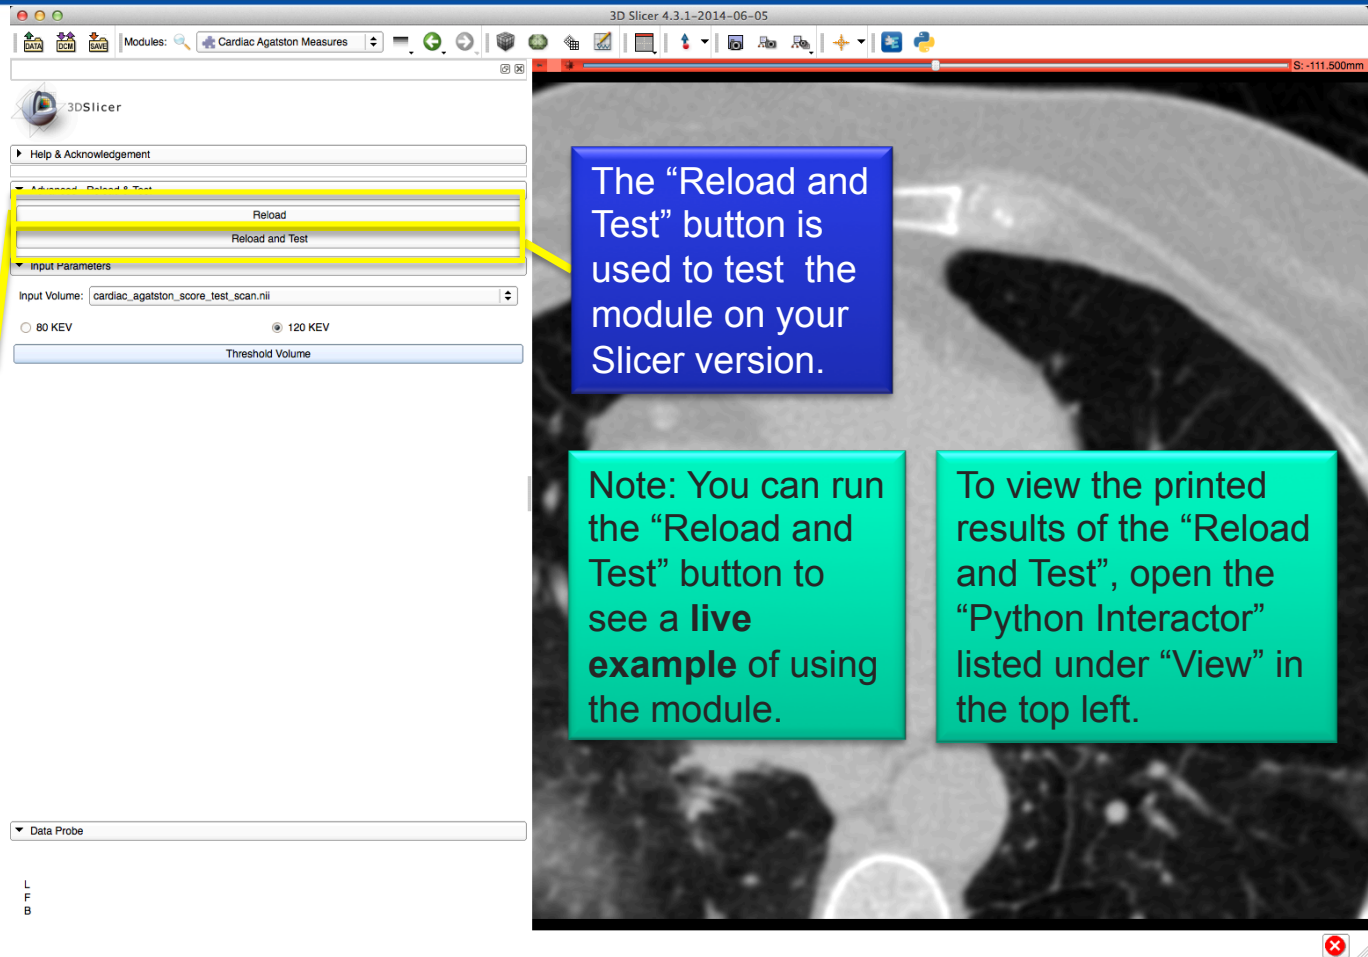 3D Slicer 4.3.1-2014-06-05
DATA DCM SAVE Modules: Cardiac Agatston Measures
S: -111.500mm
3DSlicer
Help & Acknowledgement
Advanced - Reload & Test
Reload
Reload and Test
Input Parameters
Input Volume: cardiac_agatston_score_test_scan.nii
80 KEV 120 KEV
Threshold Volume
The “Reload and
Test” button is
used to test the
module on your
Slicer version.
Note: You can run
the “Reload and
Test” button to
see a live
example of using
the module.
To view the printed
results of the “Reload
and Test”, open the
“Python Interactor”
listed under “View” in
the top left.
Data Probe
L
F
B